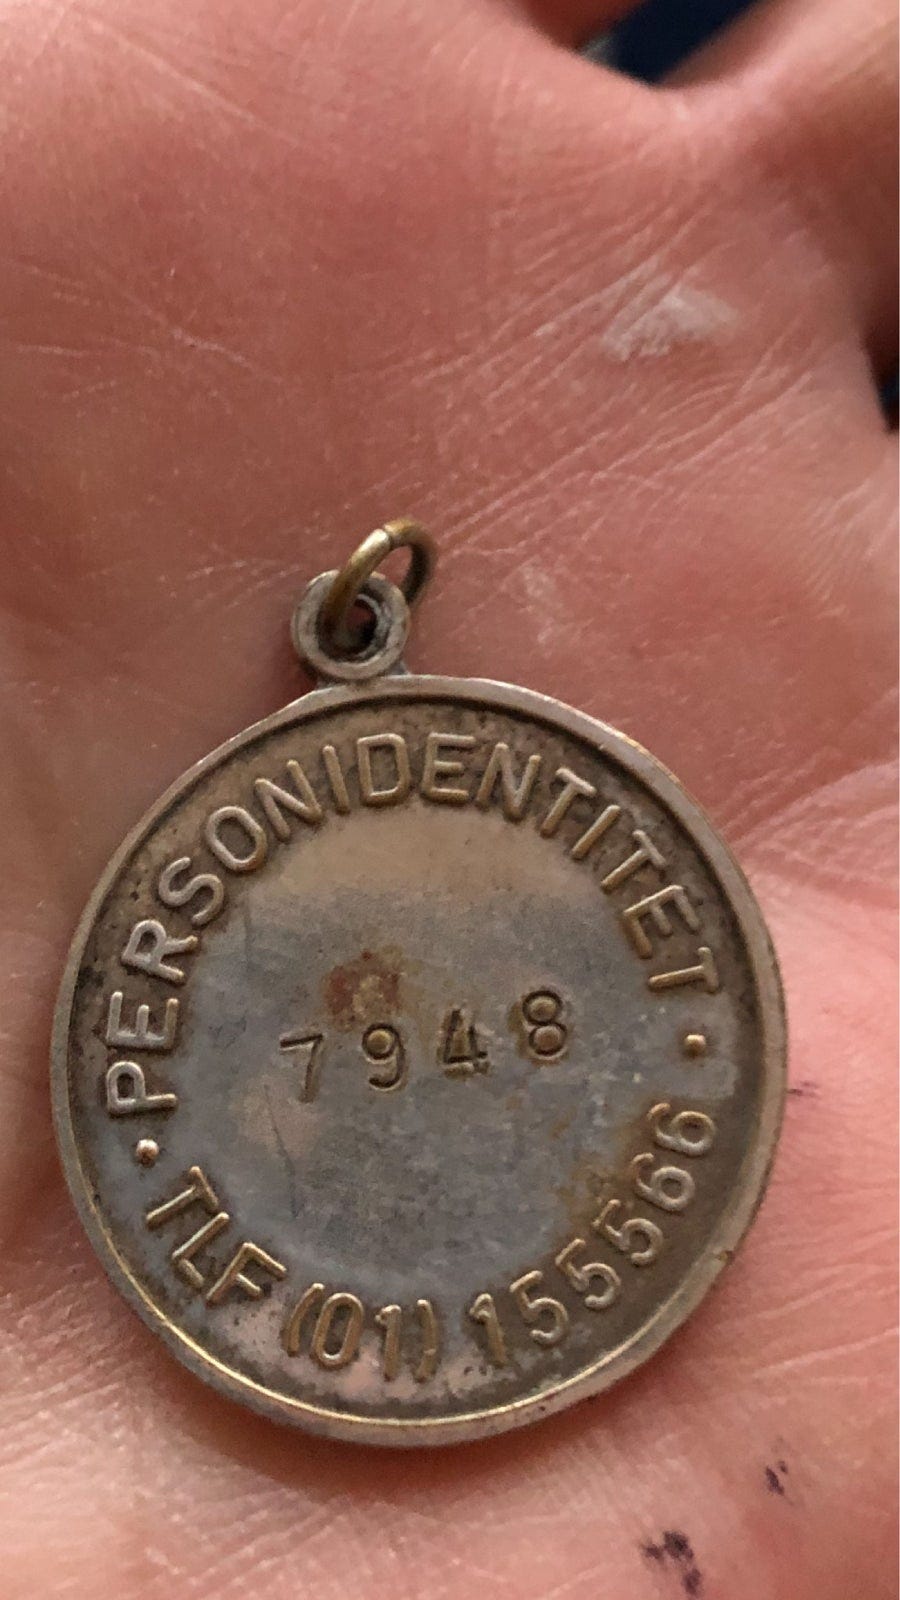 PERSONIDENTITET
7948
TLF (01) 155566